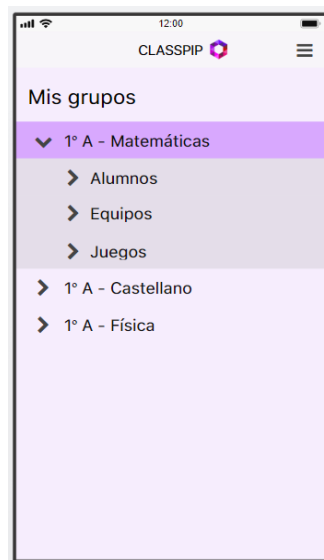 12:00
CLASSPIP
Mis grupos
1° A - Matemáticas
Alumnos
Equipos
Juegos
1° A - Castellano
1° A - Física